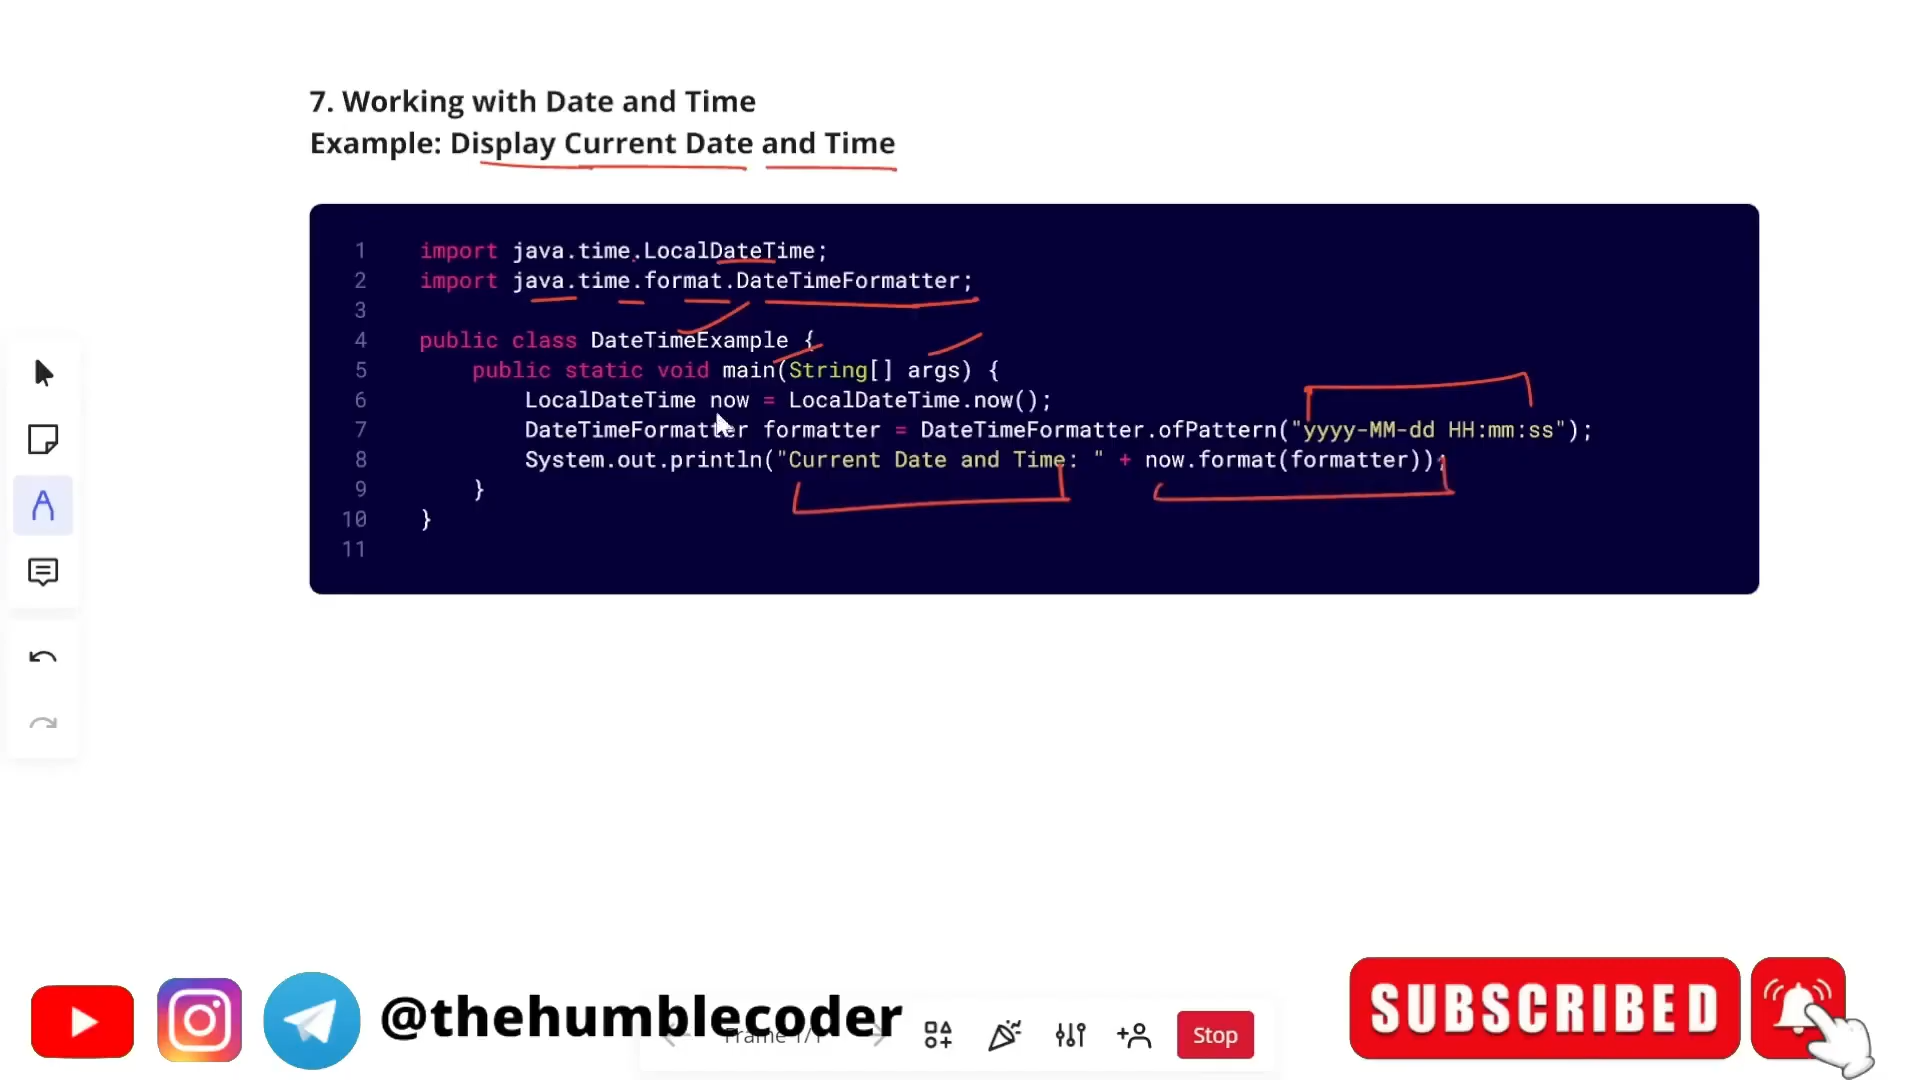 7. Working with Date and Time
Example: Display Current Date and Time
1 import java.time.LocalDateTime;
2 import java.time.format.DateTimeFormatter;
3
4 public class DateTimeExample {
5 public static void main(String[] args) {
6 LocalDateTime now = LocalDateTime.now();
7 DateTimeFormatter formatter = DateTimeFormatter.ofPattern("yyyy-MM-dd HH:mm:ss");
8 System.out.println("Current Date and Time: " + now.format(formatter));
9 }
10 }
11
@thehumblecoder
Frame 1/1
Stop
SUBSCRIBED